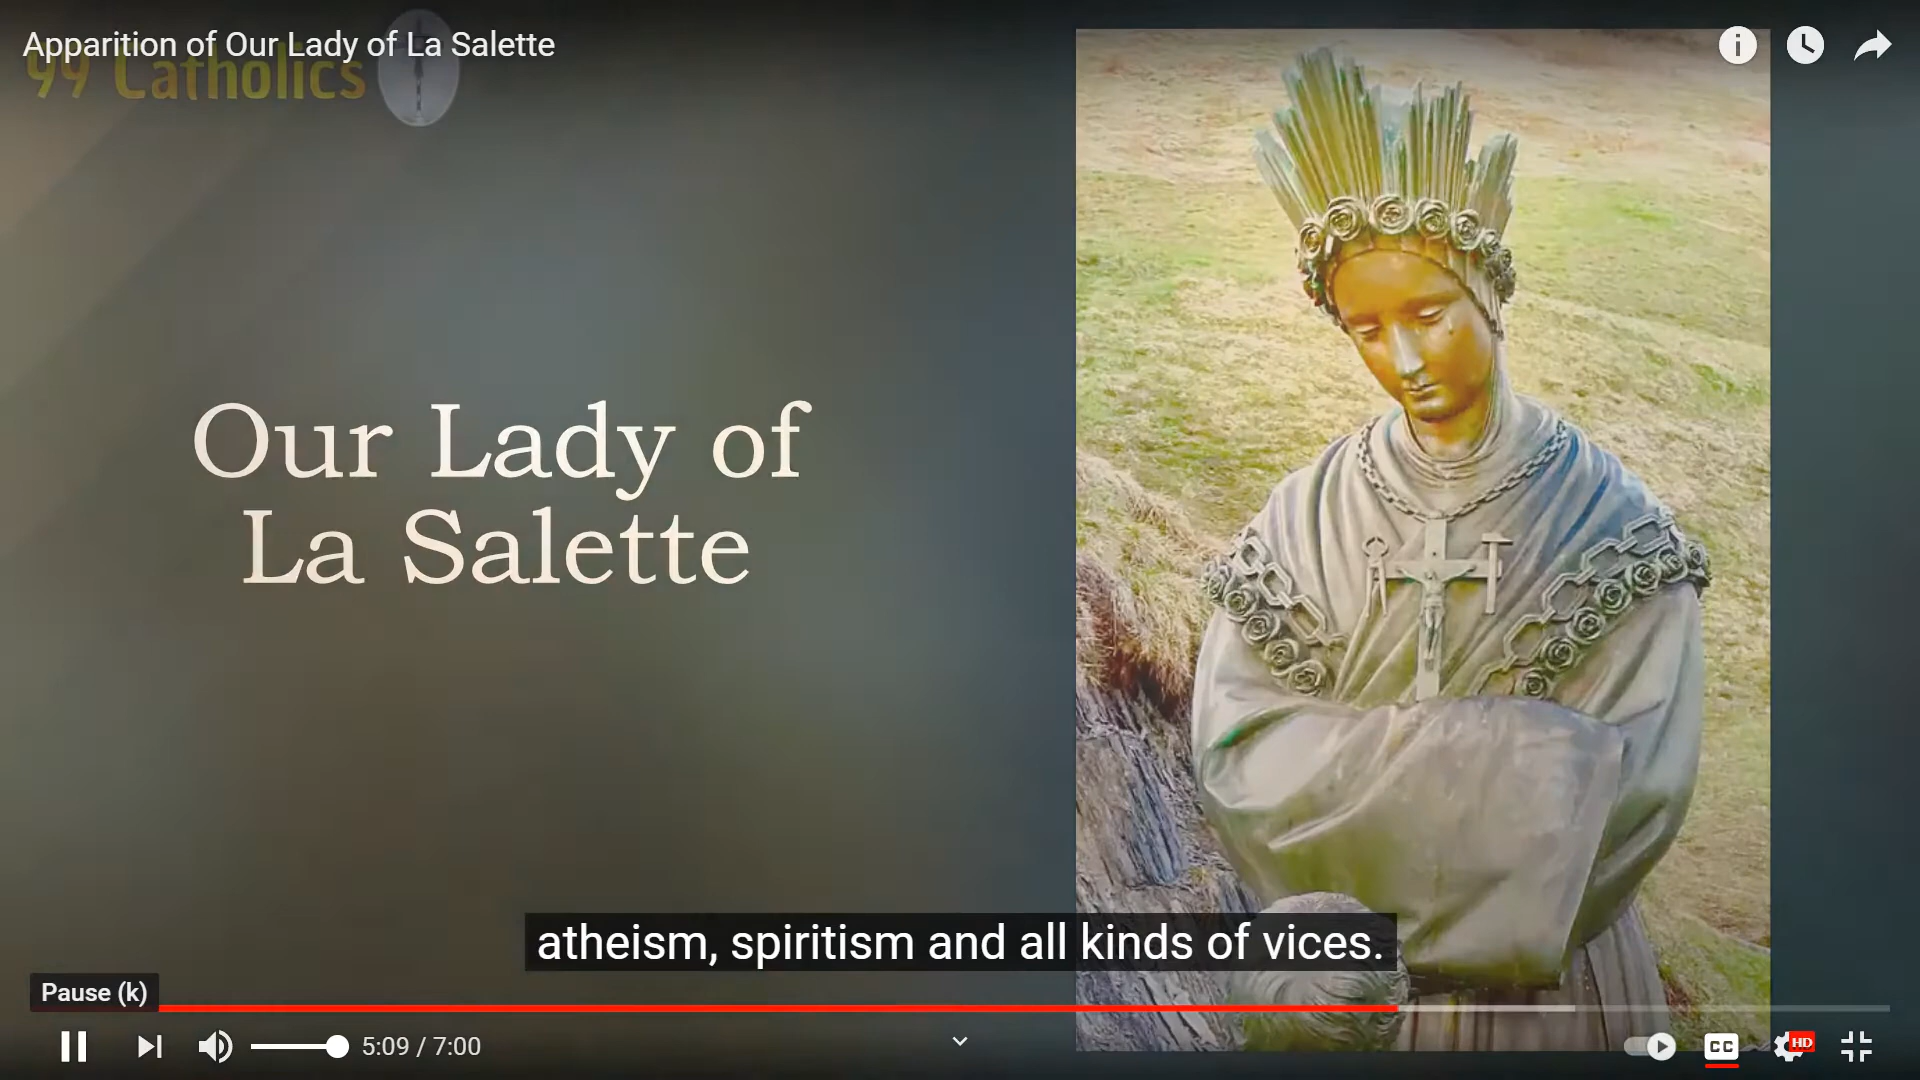 Apparition of Our Lady of La Salette
99 Catholics
Our Lady of
La Salette
atheism, spiritism and all kinds of vices.
Pause (k)
5:09 / 7:00
CC
HD